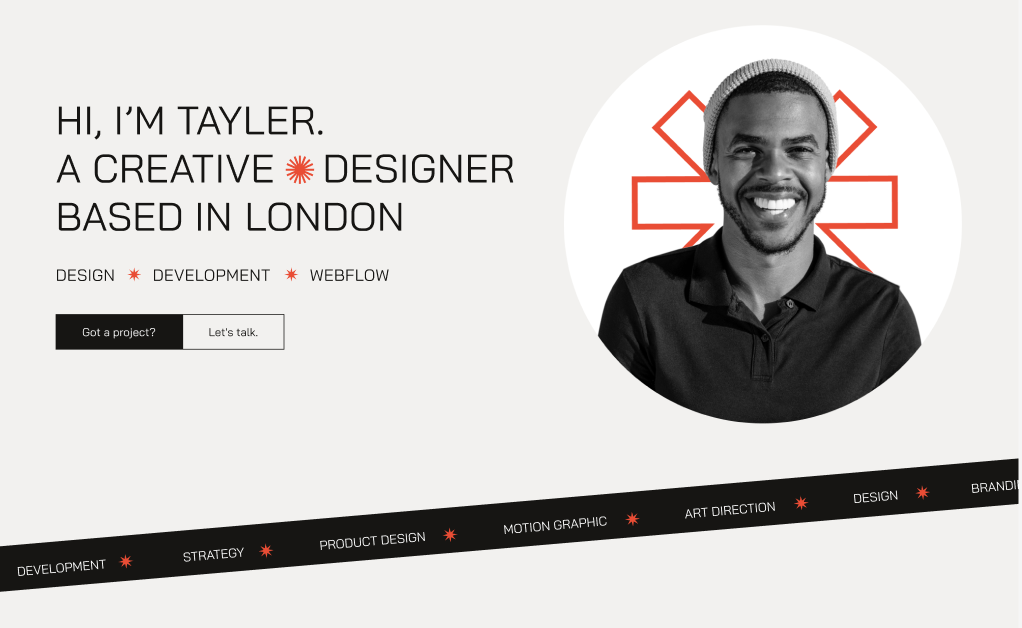 HI, I’M TAYLER.
A CREATIVE DESIGNER
BASED IN LONDON
DESIGN DEVELOPMENT WEBFLOW
Got a project? Let's talk.
DEVELOPMENT STRATEGY PRODUCT DESIGN MOTION GRAPHIC ART DIRECTION DESIGN